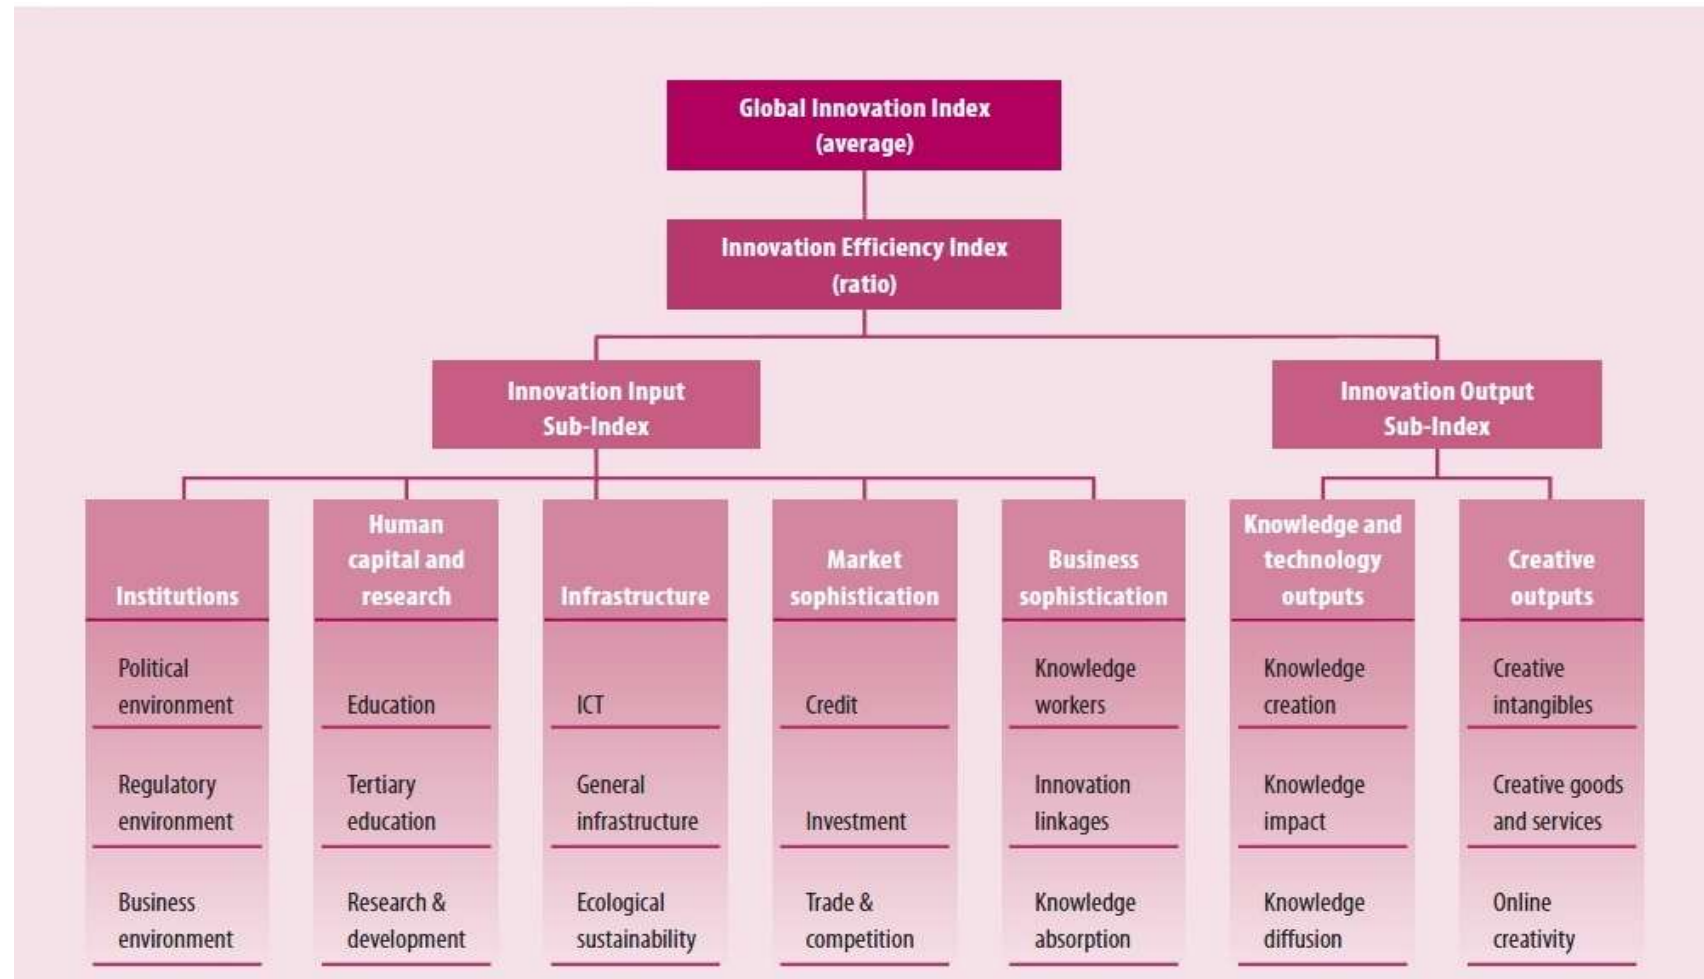 Global Innovation Index
(average)
Innovation Efficiency Index
(ratio)
Innovation Input
Sub-Index
Innovation Output
Sub-Index
Institutions
Human
capital and
research
Infrastructure
Market
sophistication
Business
sophistication
Knowledge and
technology
outputs
Creative
outputs
Political
environment
Education
ICT
Credit
Knowledge
workers
Knowledge
creation
Creative
intangibles
Regulatory
environment
Tertiary
education
General
infrastructure
Investment
Innovation
linkages
Knowledge
impact
Creative goods
and services
Business
environment
Research &
development
Ecological
sustainability
Trade &
competition
Knowledge
absorption
Knowledge
diffusion
Online
creativity